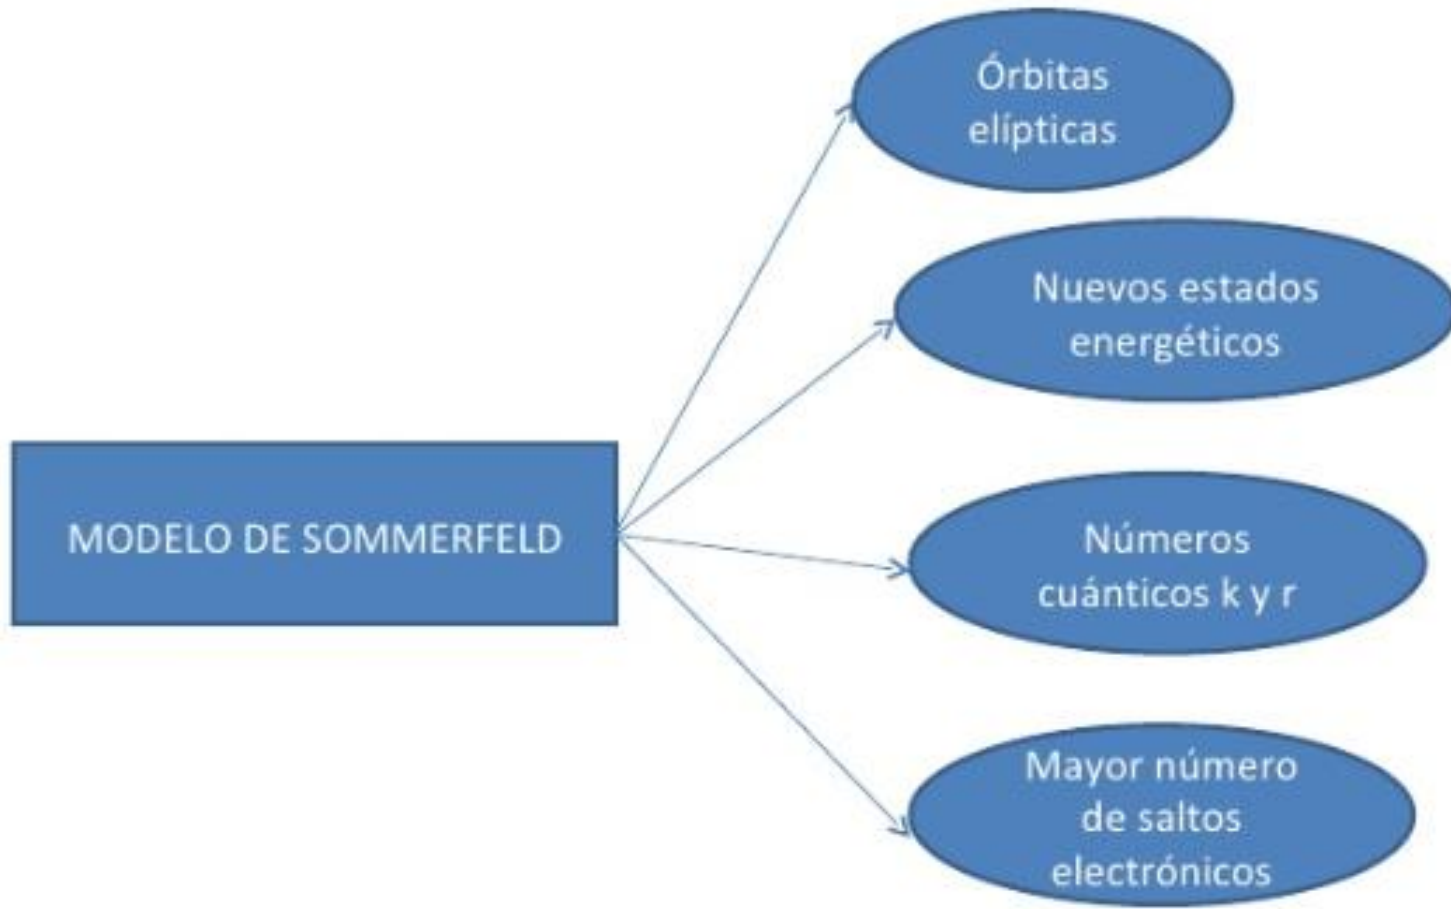 Órbitas
elípticas
Nuevos estados
energéticos
MODELO DE SOMMERFELD
Números
cuánticos k y r
Mayor número
de saltos
electrónicos